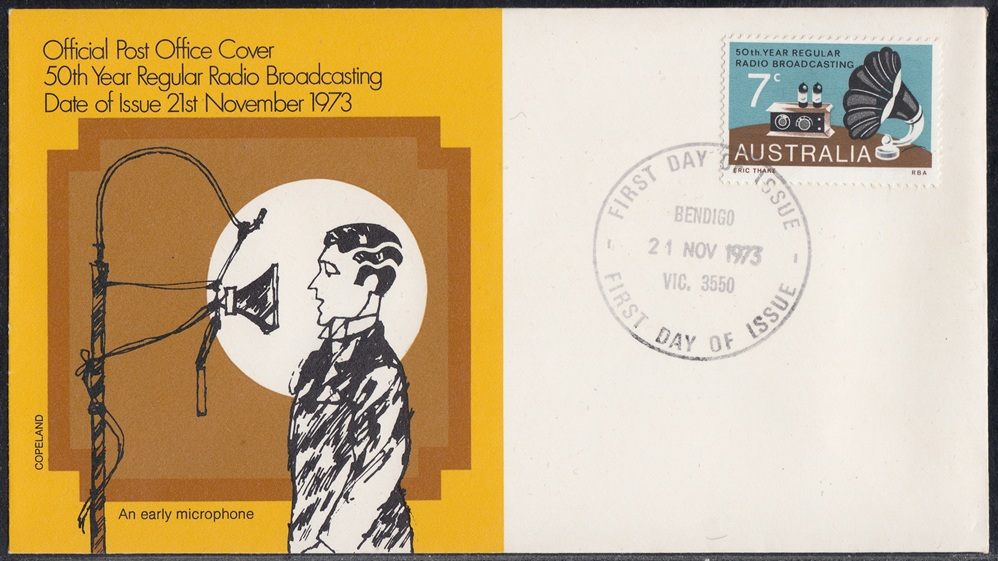 Official Post Office Cover
50th Year Regular Radio Broadcasting
Date of Issue 21st November 1973
COPELAND
An early microphone
50th.YEAR REGULAR
RADIO BROADCASTING
7c
AUSTRALIA
ERIC THAKE
RBA
FIRST DAY OF ISSUE
BENDIGO
21 NOV 1973
VIC. 3550
FIRST DAY OF ISSUE